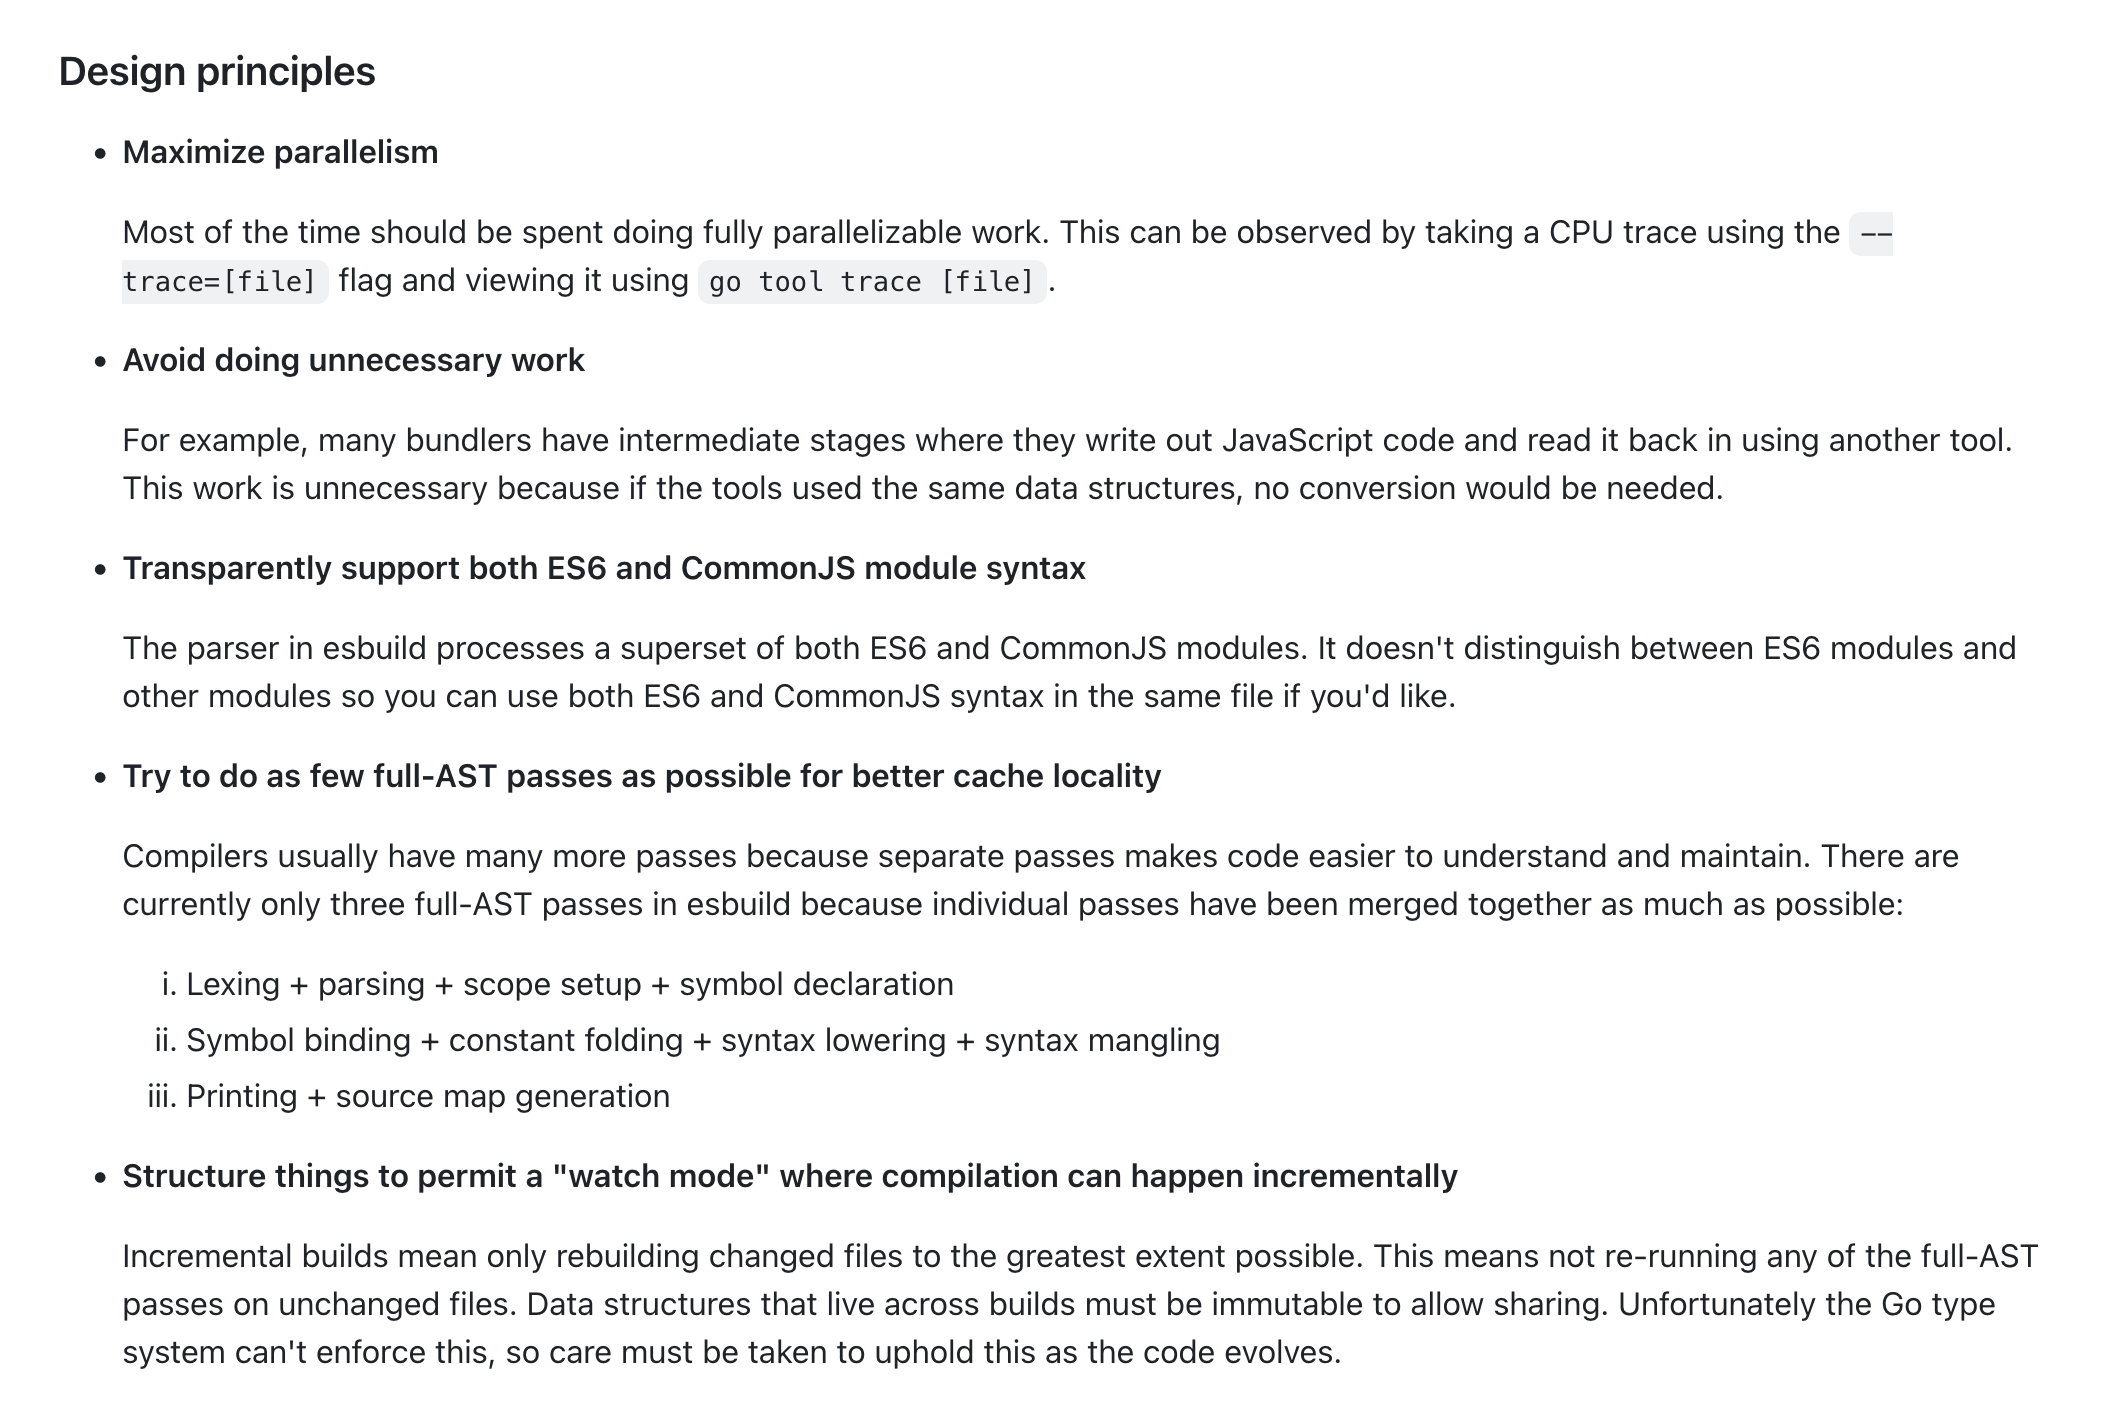 Design principles
• Maximize parallelism
Most of the time should be spent doing fully parallelizable work. This can be observed by taking a CPU trace using the --
trace=[file] flag and viewing it using go tool trace [file].
• Avoid doing unnecessary work
For example, many bundlers have intermediate stages where they write out JavaScript code and read it back in using another tool.
This work is unnecessary because if the tools used the same data structures, no conversion would be needed.
• Transparently support both ES6 and CommonJS module syntax
The parser in esbuild processes a superset of both ES6 and CommonJS modules. It doesn't distinguish between ES6 modules and
other modules so you can use both ES6 and CommonJS syntax in the same file if you'd like.
• Try to do as few full-AST passes as possible for better cache locality
Compilers usually have many more passes because separate passes makes code easier to understand and maintain. There are
currently only three full-AST passes in esbuild because individual passes have been merged together as much as possible:
i. Lexing + parsing + scope setup + symbol declaration
ii. Symbol binding + constant folding + syntax lowering + syntax mangling
iii. Printing + source map generation
• Structure things to permit a "watch mode" where compilation can happen incrementally
Incremental builds mean only rebuilding changed files to the greatest extent possible. This means not re-running any of the full-AST
passes on unchanged files. Data structures that live across builds must be immutable to allow sharing. Unfortunately the Go type
system can't enforce this, so care must be taken to uphold this as the code evolves.